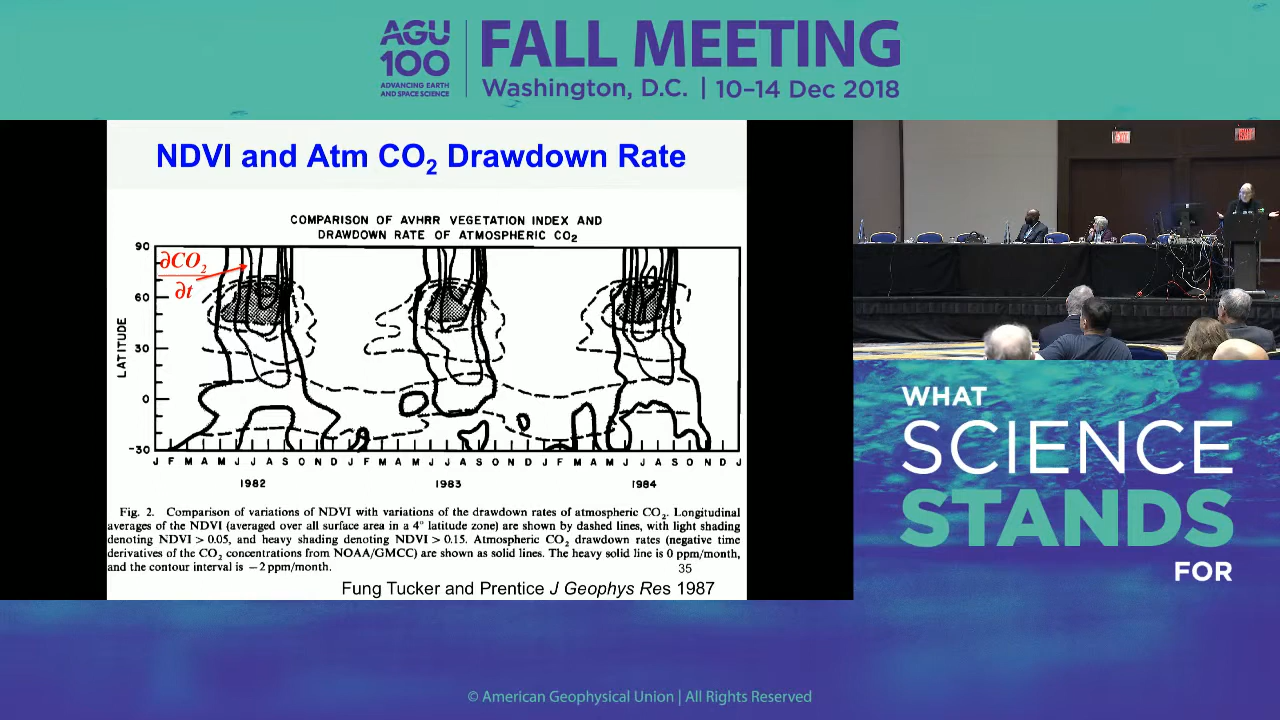 AGU
100
ADVANCING EARTH
AND SPACE SCIENCE
FALL MEETING
Washington, D.C. | 10–14 Dec 2018
NDVI and Atm CO₂ Drawdown Rate
COMPARISON OF AVHRR VEGETATION INDEX AND
DRAWDOWN RATE OF ATMOSPHERIC CO₂
∂CO₂
∂t
LATITUDE
90
60
30
0
-30
J F M A M J J A S O N D J F M A M J J A S O N D J F M A M J J A S O N D J
1982 1983 1984
Fig. 2. Comparison of variations of NDVI with variations of the drawdown rates of atmospheric CO₂. Longitudinal
averages of the NDVI (averaged over all surface area in a 4° latitude zone) are shown by dashed lines, with light shading
denoting NDVI > 0.05, and heavy shading denoting NDVI > 0.15. Atmospheric CO₂ drawdown rates (negative time
derivatives of the CO₂ concentrations from NOAA/GMCC) are shown as solid lines. The heavy solid line is 0 ppm/month,
and the contour interval is −2 ppm/month.
35
Fung Tucker and Prentice J Geophys Res 1987
EXIT
WHAT
SCIENCE
STANDS
FOR
© American Geophysical Union | All Rights Reserved